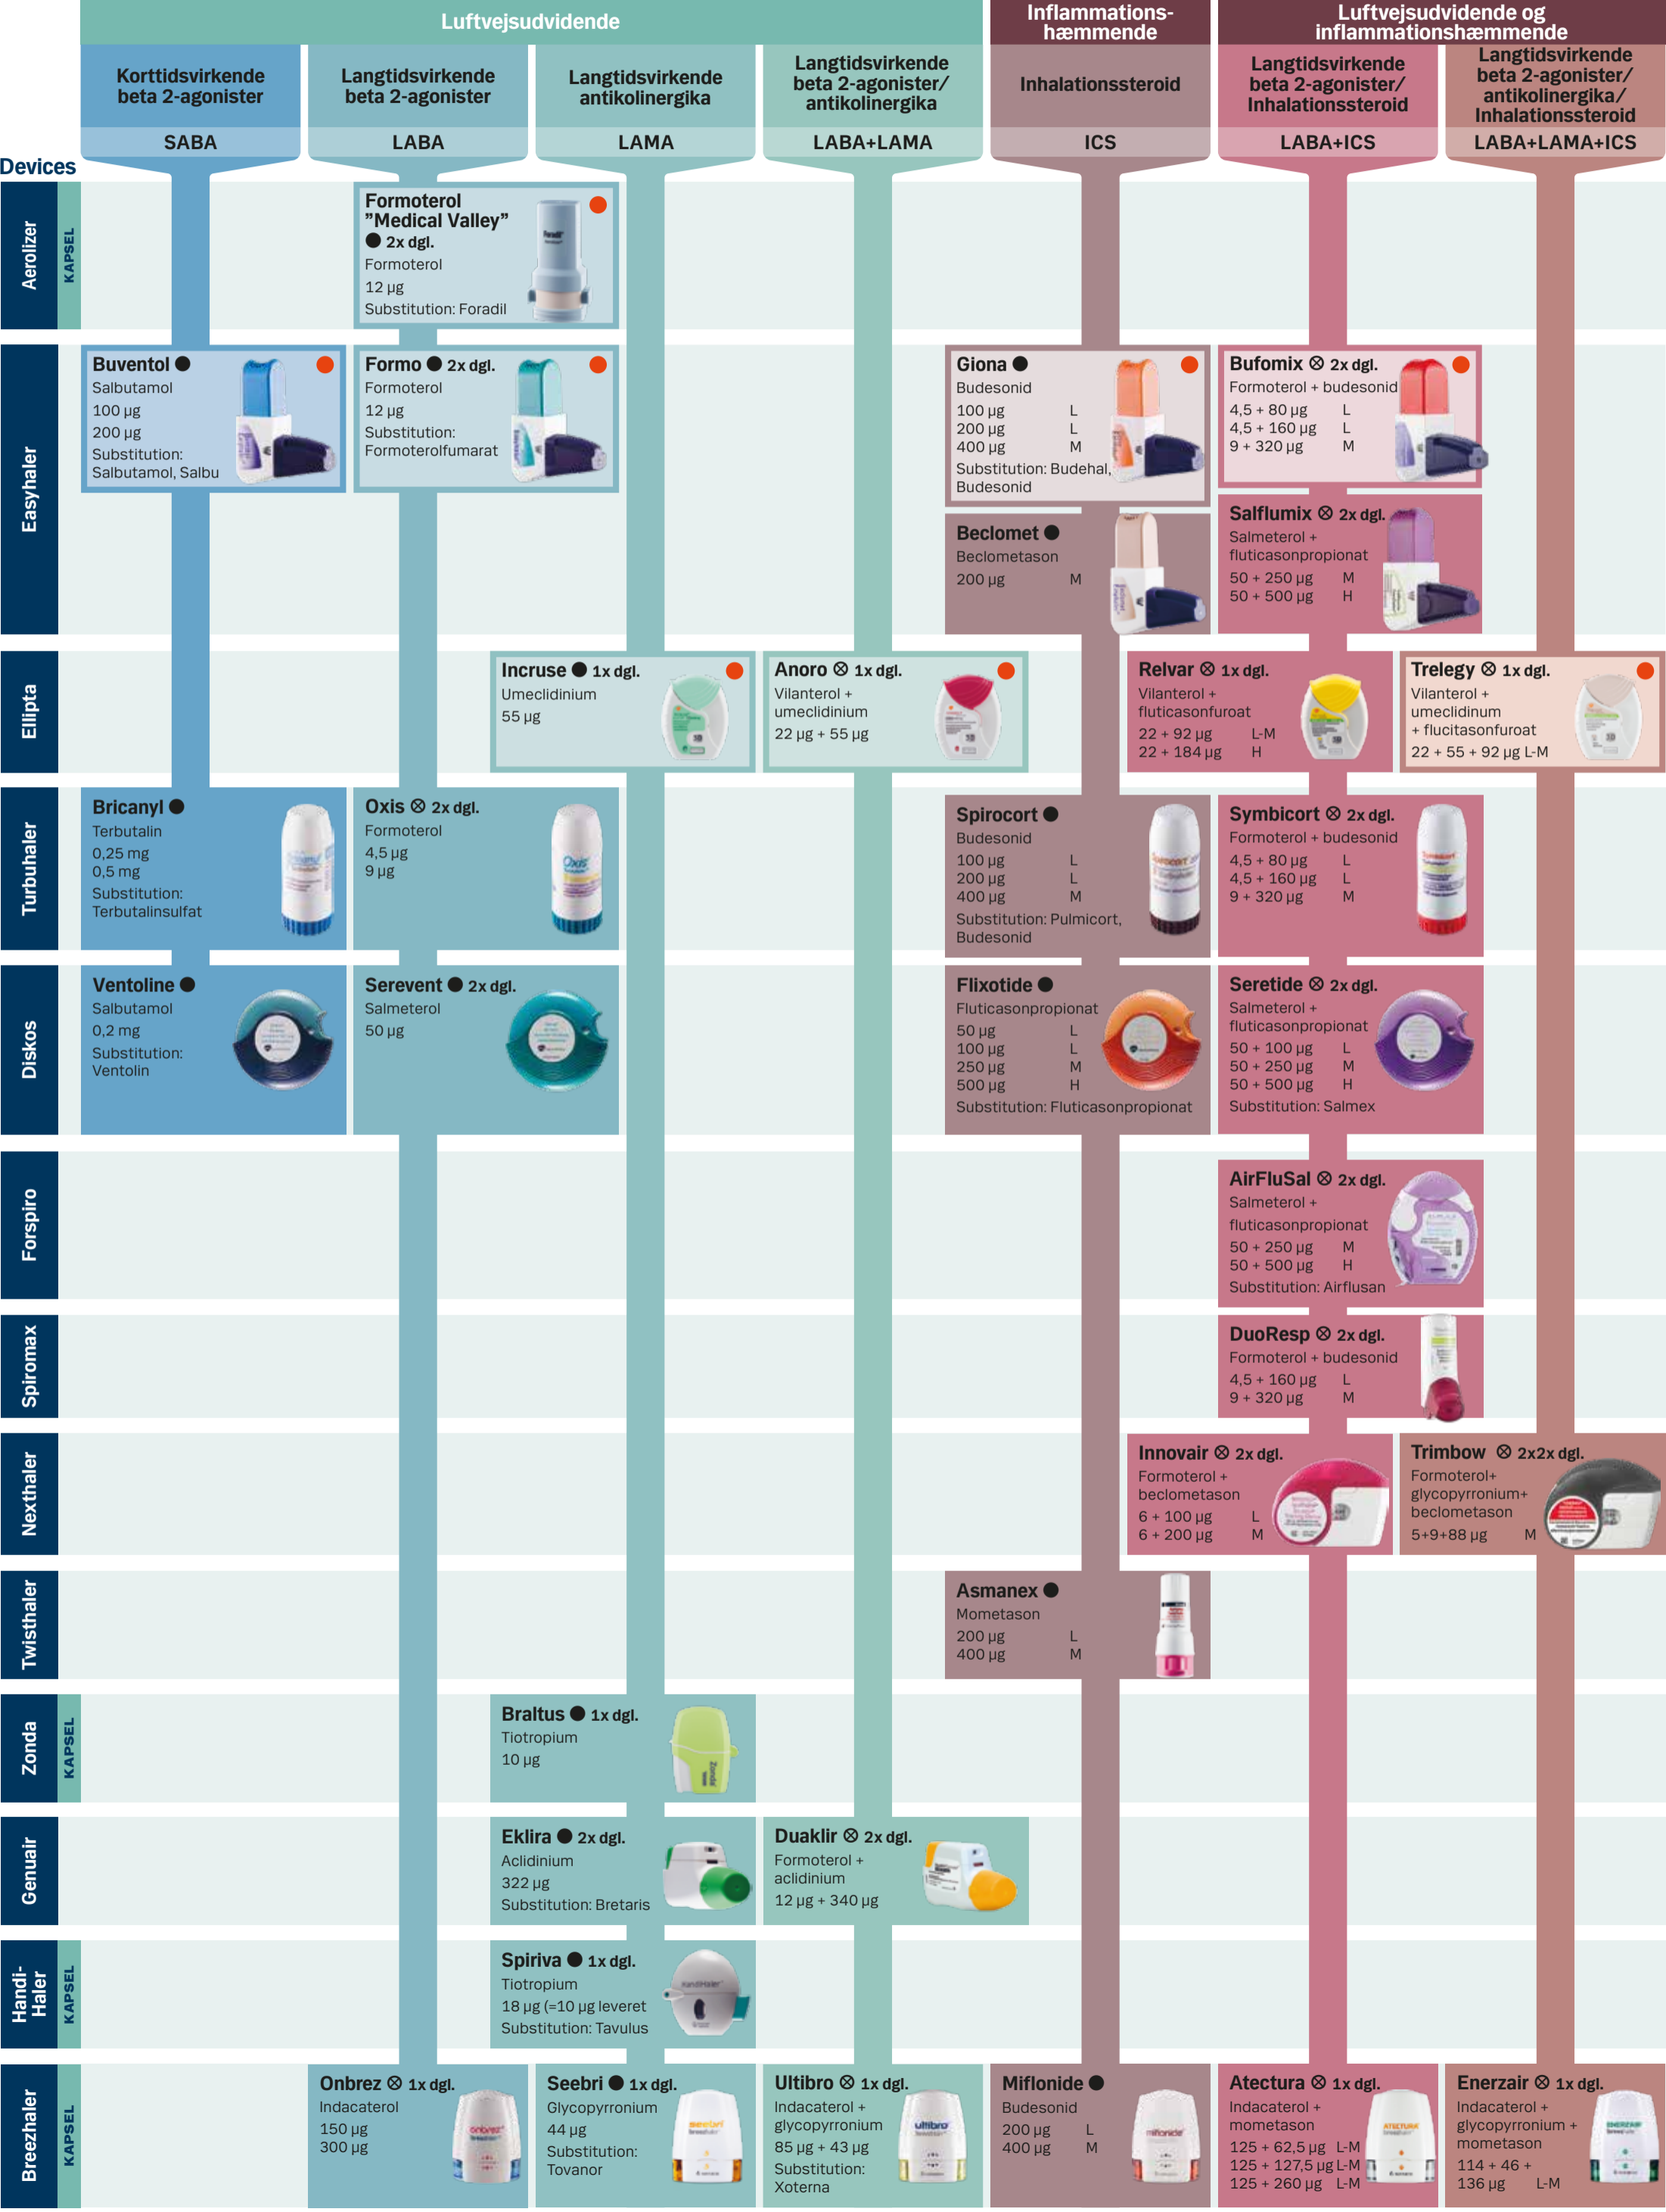 Luftvejsudvidende
Inflammations-
hæmmende
Luftvejsudvidende og
inflammationshæmmende
Korttidsvirkende
beta 2-agonister
SABA
Langtidsvirkende
beta 2-agonister
LABA
Langtidsvirkende
antikolinergika
LAMA
Langtidsvirkende
beta 2-agonister/
antikolinergika
LABA+LAMA
Inhalationssteroid
ICS
Langtidsvirkende
beta 2-agonister/
Inhalationssteroid
LABA+ICS
Langtidsvirkende
beta 2-agonister/
antikolinergika/
Inhalationssteroid
LABA+LAMA+ICS
Devices
Aerolizer
KAPSEL
Formoterol
”Medical Valley”
● 2x dgl.
Formoterol
12 µg
Substitution: Foradil
Easyhaler
Buventol ●
Salbutamol
100 µg
200 µg
Substitution:
Salbutamol, Salbu
Formo ● 2x dgl.
Formoterol
12 µg
Substitution:
Formoterolfumarat
Giona ●
Budesonid
100 µg L
200 µg L
400 µg M
Substitution: Budehal,
Budesonid
Beclomet ●
Beclometason
200 µg M
Bufomix ⊗ 2x dgl.
Formoterol + budesonid
4,5 + 80 µg L
4,5 + 160 µg L
9 + 320 µg M
Salflumix ⊗ 2x dgl.
Salmeterol +
fluticasonpropionat
50 + 250 µg M
50 + 500 µg H
Ellipta
Incruse ● 1x dgl.
Umeclidinium
55 µg
Anoro ⊗ 1x dgl.
Vilanterol +
umeclidinium
22 µg + 55 µg
Relvar ⊗ 1x dgl.
Vilanterol +
fluticasonfuroat
22 + 92 µg L-M
22 + 184 µg H
Trelegy ⊗ 1x dgl.
Vilanterol +
umeclidinum
+ flucitasonfuroat
22 + 55 + 92 µg L-M
Turbuhaler
Bricanyl ●
Terbutalin
0,25 mg
0,5 mg
Substitution:
Terbutalinsulfat
Oxis ⊗ 2x dgl.
Formoterol
4,5 µg
9 µg
Oxis
Spirocort ●
Budesonid
100 µg L
200 µg L
400 µg M
Substitution: Pulmicort,
Budesonid
Symbicort ⊗ 2x dgl.
Formoterol + budesonid
4,5 + 80 µg L
4,5 + 160 µg L
9 + 320 µg M
Diskos
Ventoline ●
Salbutamol
0,2 mg
Substitution:
Ventolin
Serevent ● 2x dgl.
Salmeterol
50 µg
Flixotide ●
Fluticasonpropionat
50 µg L
100 µg L
250 µg M
500 µg H
Substitution: Fluticasonpropionat
Seretide ⊗ 2x dgl.
Salmeterol +
fluticasonpropionat
50 + 100 µg L
50 + 250 µg M
50 + 500 µg H
Substitution: Salmex
Forspiro
AirFluSal ⊗ 2x dgl.
Salmeterol +
fluticasonpropionat
50 + 250 µg M
50 + 500 µg H
Substitution: Airflusan
Spiromax
DuoResp ⊗ 2x dgl.
Formoterol + budesonid
4,5 + 160 µg L
9 + 320 µg M
Nexthaler
Innovair ⊗ 2x dgl.
Formoterol +
beclometason
6 + 100 µg L
6 + 200 µg M
Trimbow ⊗ 2x2x dgl.
Formoterol+
glycopyrronium+
beclometason
5+9+88 µg M
Twisthaler
Asmanex ●
Mometason
200 µg L
400 µg M
Zonda
KAPSEL
Braltus ● 1x dgl.
Tiotropium
10 µg
Zonda
Genuair
Eklira ● 2x dgl.
Aclidinium
322 µg
Substitution: Bretaris
Duaklir ⊗ 2x dgl.
Formoterol +
aclidinium
12 µg + 340 µg
Handi-
Haler
KAPSEL
Spiriva ● 1x dgl.
Tiotropium
18 µg (=10 µg leveret
Substitution: Tavulus
HandiHaler
Breezhaler
KAPSEL
Onbrez ⊗ 1x dgl.
Indacaterol
150 µg
300 µg
onbrez
Seebri ● 1x dgl.
Glycopyrronium
44 µg
Substitution:
Tovanor
seebri
Ultibro ⊗ 1x dgl.
Indacaterol +
glycopyrronium
85 µg + 43 µg
Substitution:
Xoterna
ultibro
Miflonide ●
Budesonid
200 µg L
400 µg M
miflonide
Atectura ⊗ 1x dgl.
Indacaterol +
mometason
125 + 62,5 µg L-M
125 + 127,5 µg L-M
125 + 260 µg L-M
ATECTURA
Enerzair ⊗ 1x dgl.
Indacaterol +
glycopyrronium +
mometason
114 + 46 +
136 µg L-M
ENERZAIR